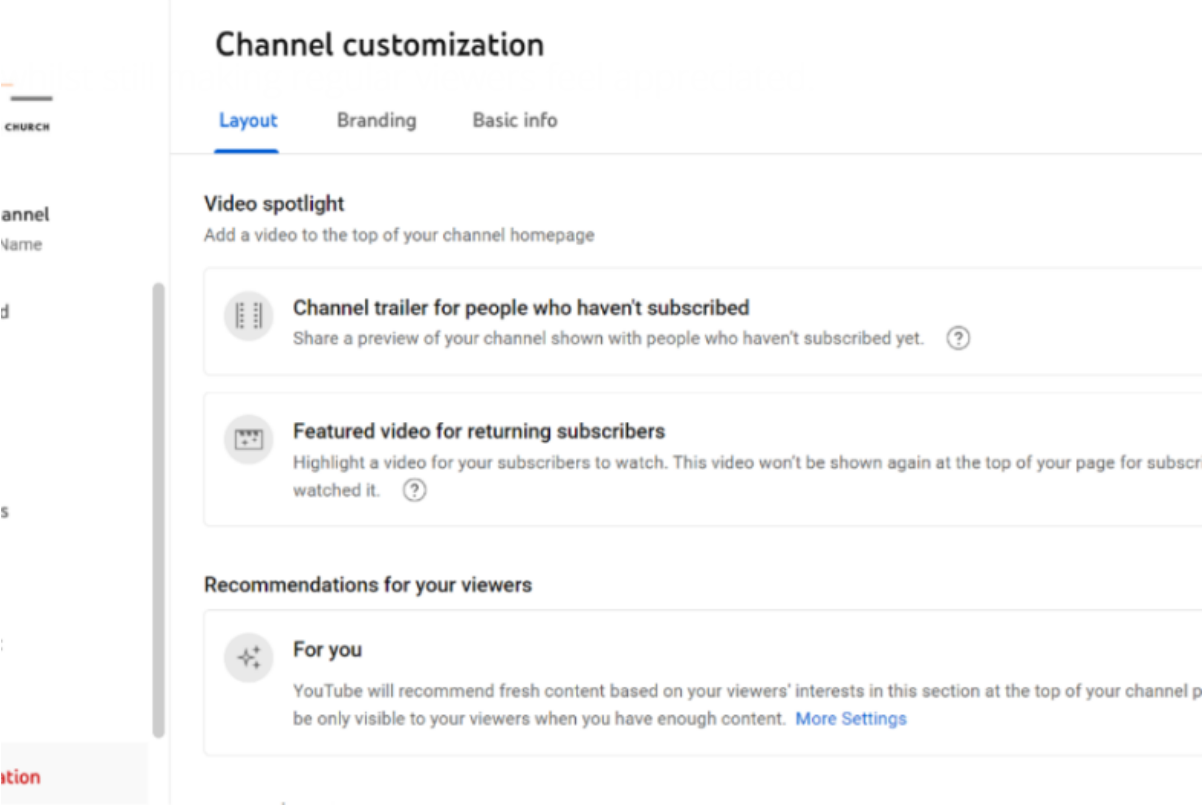 Channel customization
CHURCH
Layout Branding Basic info
annel
Name
Video spotlight
Add a video to the top of your channel homepage
d
Channel trailer for people who haven't subscribed
Share a preview of your channel shown with people who haven't subscribed yet. ?
Featured video for returning subscribers
Highlight a video for your subscribers to watch. This video won't be shown again at the top of your page for subscri
watched it. ?
s
Recommendations for your viewers
For you
YouTube will recommend fresh content based on your viewers' interests in this section at the top of your channel p
be only visible to your viewers when you have enough content. More Settings
ation